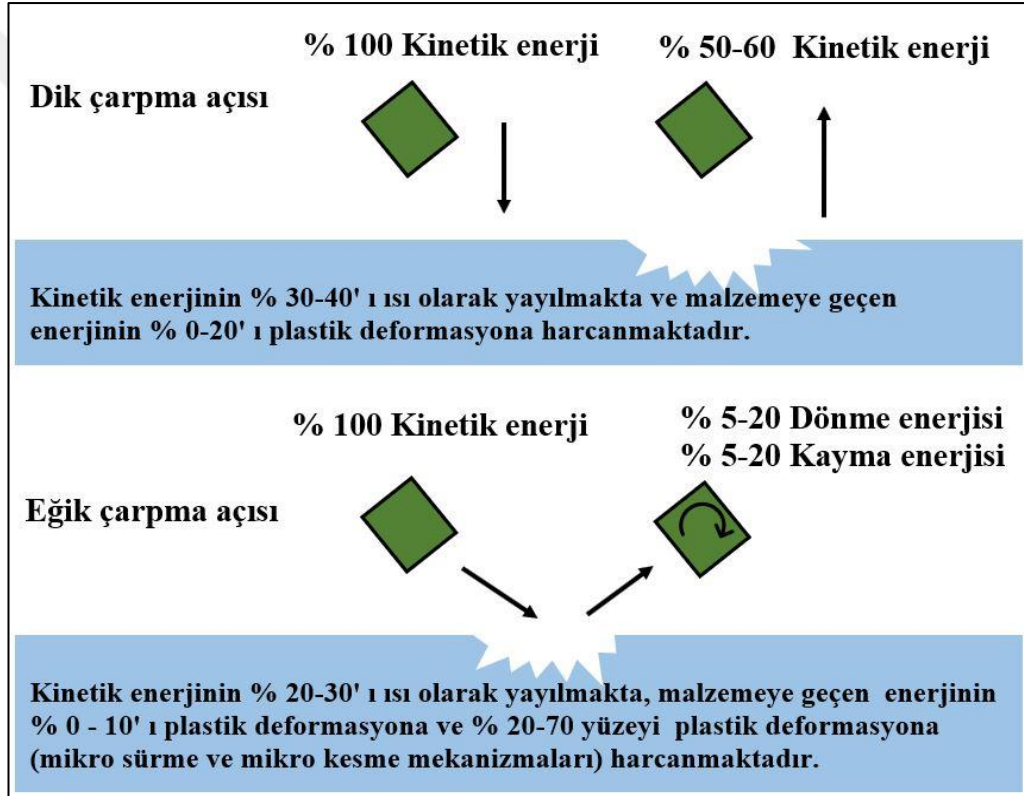 % 100 Kinetik enerji
% 50-60 Kinetik enerji
Dik çarpma açısı
Kinetik enerjinin % 30-40' ı ısı olarak yayılmakta ve malzemeye geçen
enerjinin % 0-20' ı plastik deformasyona harcanmaktadır.
% 100 Kinetik enerji
% 5-20 Dönme enerjisi
% 5-20 Kayma enerjisi
Eğik çarpma açısı
Kinetik enerjinin % 20-30' ı ısı olarak yayılmakta, malzemeye geçen enerjinin
% 0 - 10' ı plastik deformasyona ve % 20-70 yüzeyi plastik deformasyona
(mikro sürme ve mikro kesme mekanizmaları) harcanmaktadır.